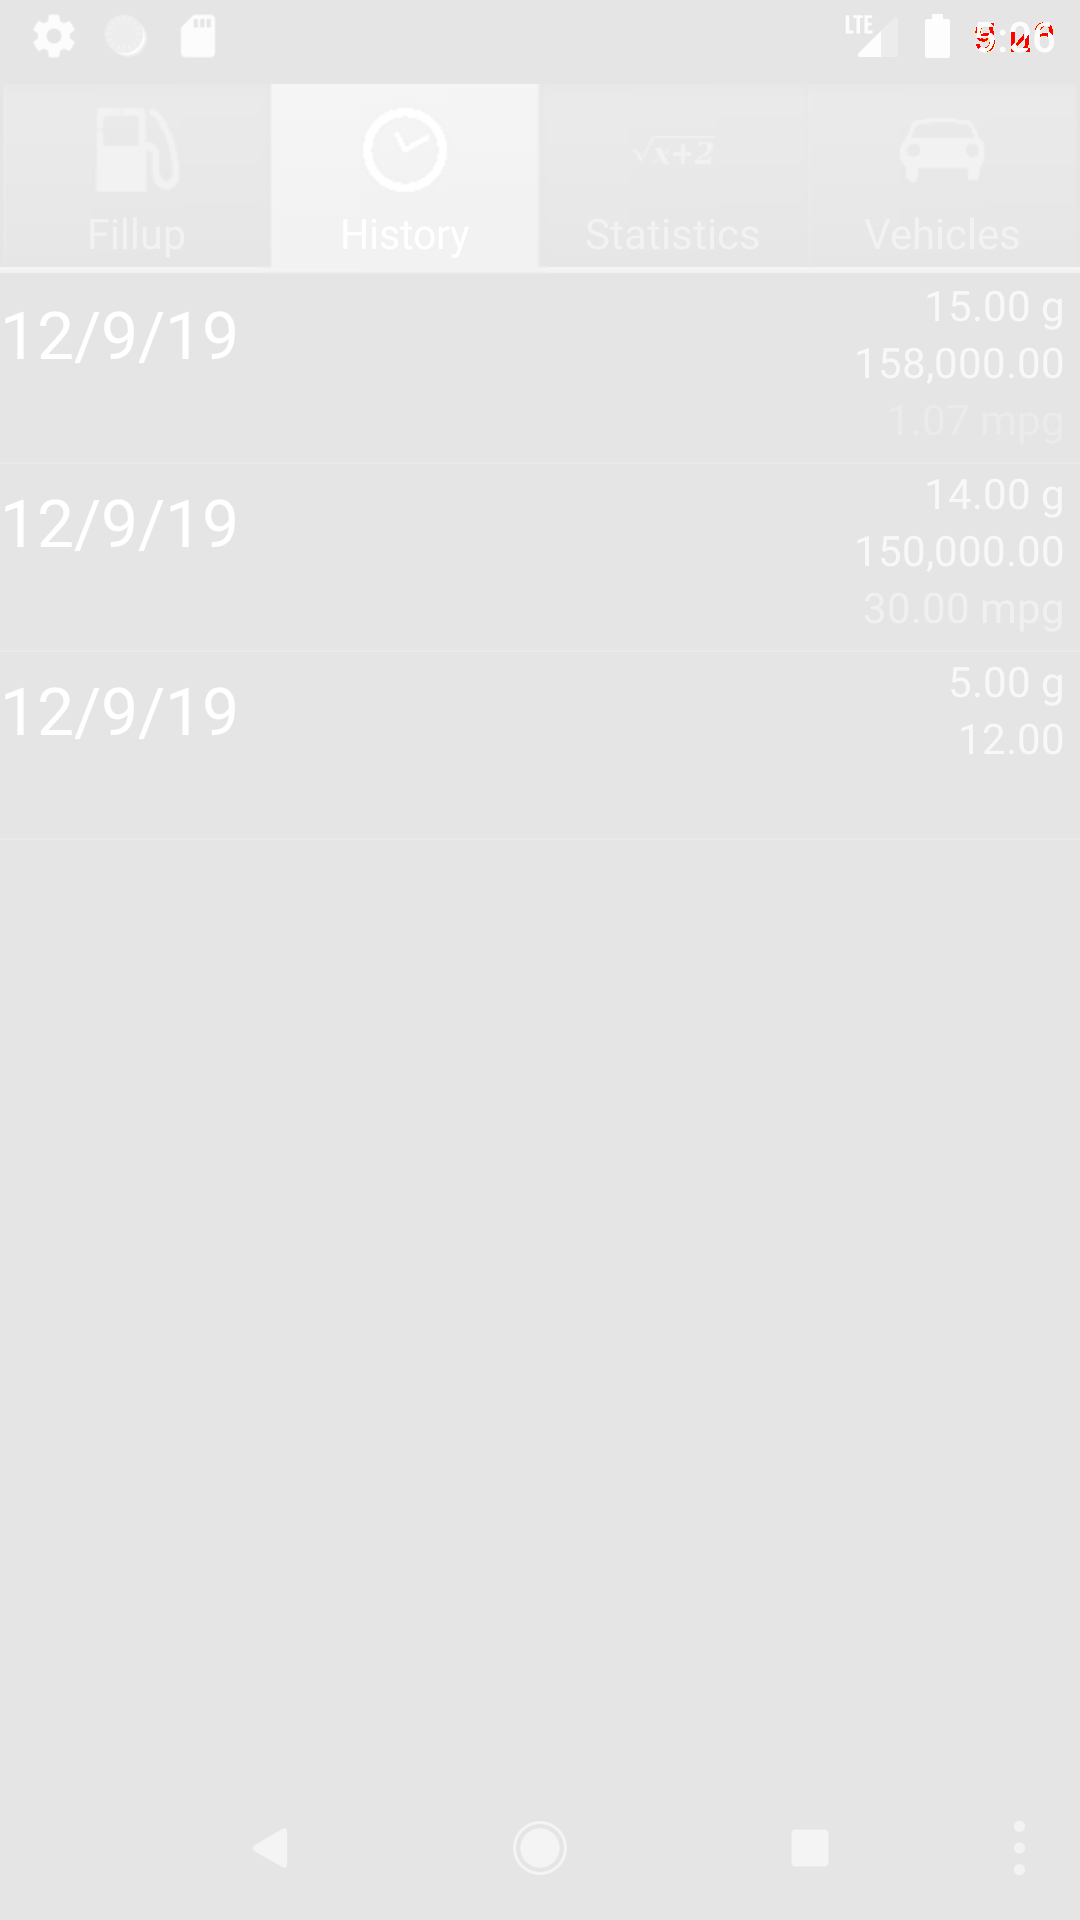 LTE
Fillup History √x+2 Statistics Vehicles
12/9/19 15.00 g
158,000.00
1.07 mpg
12/9/19 14.00 g
150,000.00
30.00 mpg
12/9/19 5.00 g
12.00